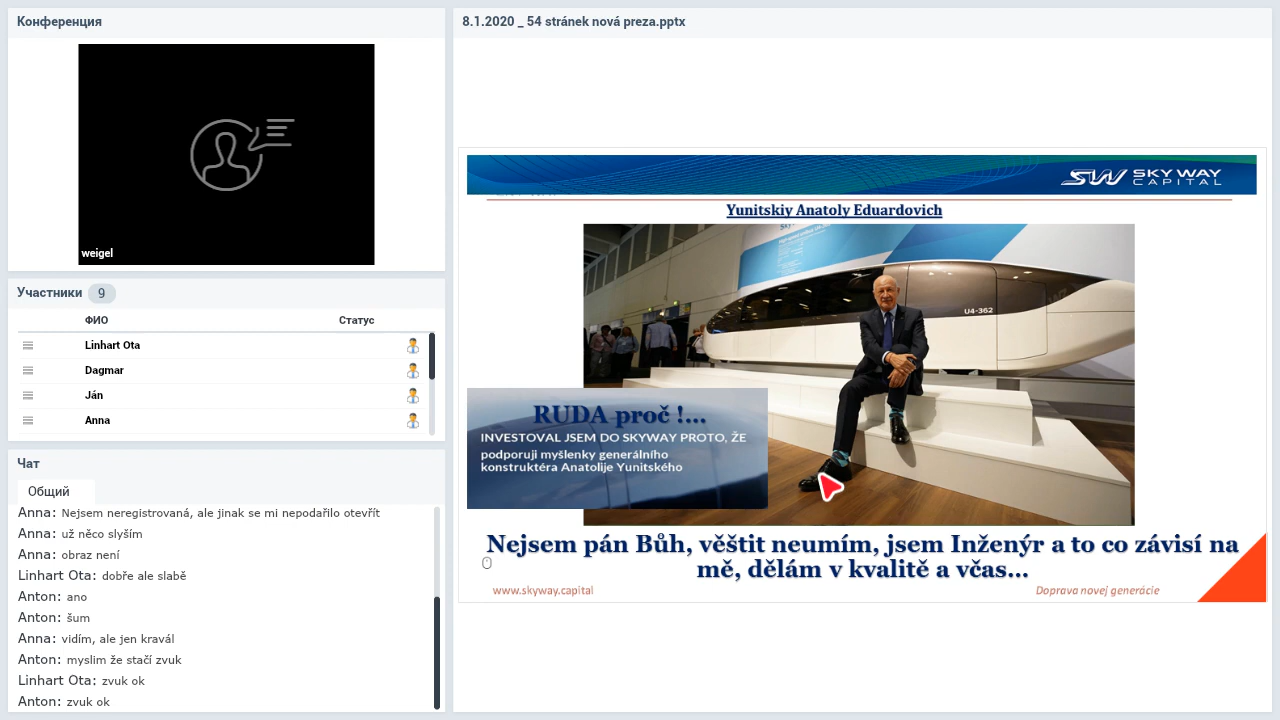 Конференция
weigel
Участники 9
ФИО Статус
Linhart Ota
Dagmar
Ján
Anna
Чат
Общий
Anna: Nejsem neregistrovaná, ale jinak se mi nepodařilo otevřít
Anna: už něco slyším
Anna: obraz není
Linhart Ota: dobře ale slabě
Anton: ano
Anton: šum
Anna: vidím, ale jen kravál
Anton: myslim že stačí zvuk
Linhart Ota: zvuk ok
Anton: zvuk ok
8.1.2020 _ 54 stránek nová preza.pptx
SW SKY WAY
CAPITAL
Yunitskiy Anatoly Eduardovich
U4-362
RUDA proč !...
INVESTOVAL JSEM DO SKYWAY PROTO, ŽE
podporuji myšlenky generálního
konstruktéra Anatolije Yunitského
Nejsem pán Bůh, věštit neumím, jsem Inženýr a to co závisí na
mě, dělám v kvalitě a včas...
www.skyway.capital
Doprava novej generácie